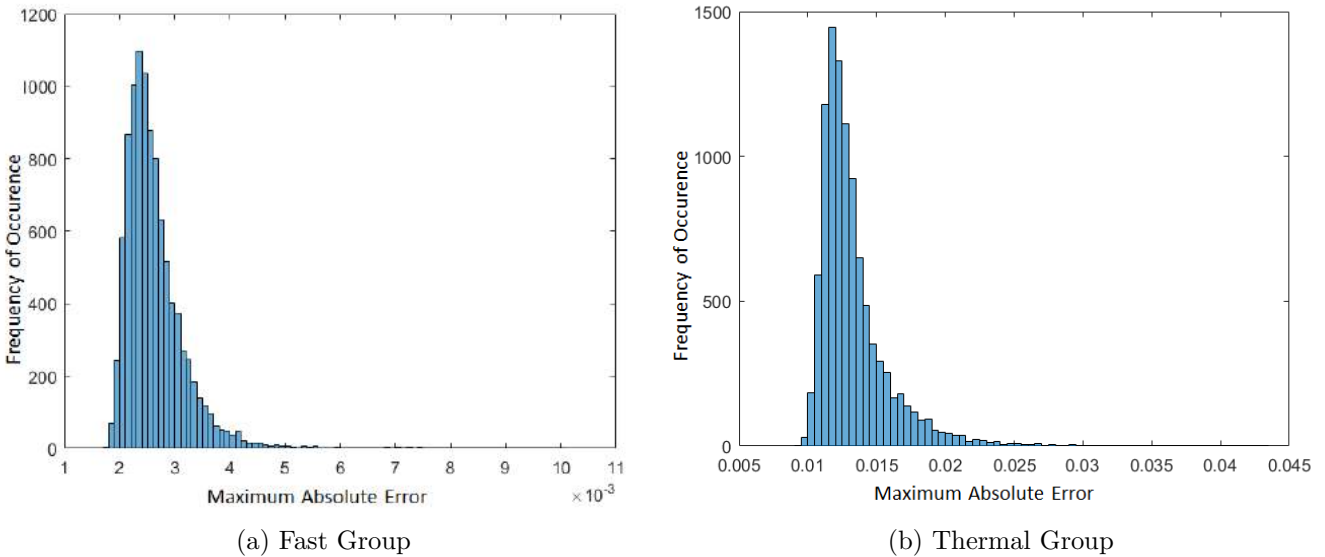 1200
1000
800
600
400
200
0
Frequency of Occurence
1 2 3 4 5 6 7 8 9 10 11
Maximum Absolute Error
× 10⁻³
(a) Fast Group
1500
1000
500
0
Frequency of Occurence
0.005 0.01 0.015 0.02 0.025 0.03 0.035 0.04 0.045
Maximum Absolute Error
(b) Thermal Group